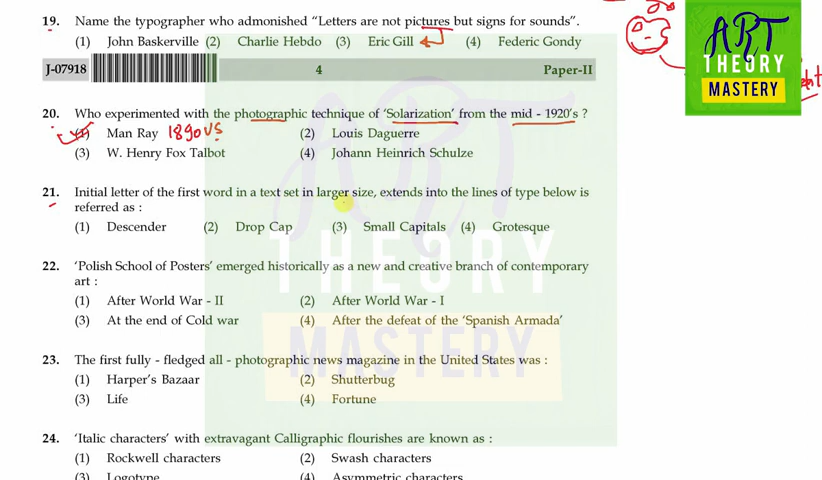 19. Name the typographer who admonished “Letters are not pictures but signs for sounds”.
(1) John Baskerville (2) Charlie Hebdo (3) Eric Gill (4) Federic Gondy
J-07918 4 Paper-II
ART
THEORY
MASTERY
20. Who experimented with the photographic technique of ‘Solarization’ from the mid - 1920’s ?
(1) Man Ray 1890 US (2) Louis Daguerre
(3) W. Henry Fox Talbot (4) Johann Heinrich Schulze
21. Initial letter of the first word in a text set in larger size, extends into the lines of type below is
referred as :
(1) Descender (2) Drop Cap (3) Small Capitals (4) Grotesque
22. ‘Polish School of Posters’ emerged historically as a new and creative branch of contemporary
art :
(1) After World War - II (2) After World War - I
(3) At the end of Cold war (4) After the defeat of the ‘Spanish Armada’
23. The first fully - fledged all - photographic news magazine in the United States was :
(1) Harper’s Bazaar (2) Shutterbug
(3) Life (4) Fortune
24. ‘Italic characters’ with extravagant Calligraphic flourishes are known as :
(1) Rockwell characters (2) Swash characters
(3) Logotype (4) Asymmetric characters
ART
THEORY
MASTERY